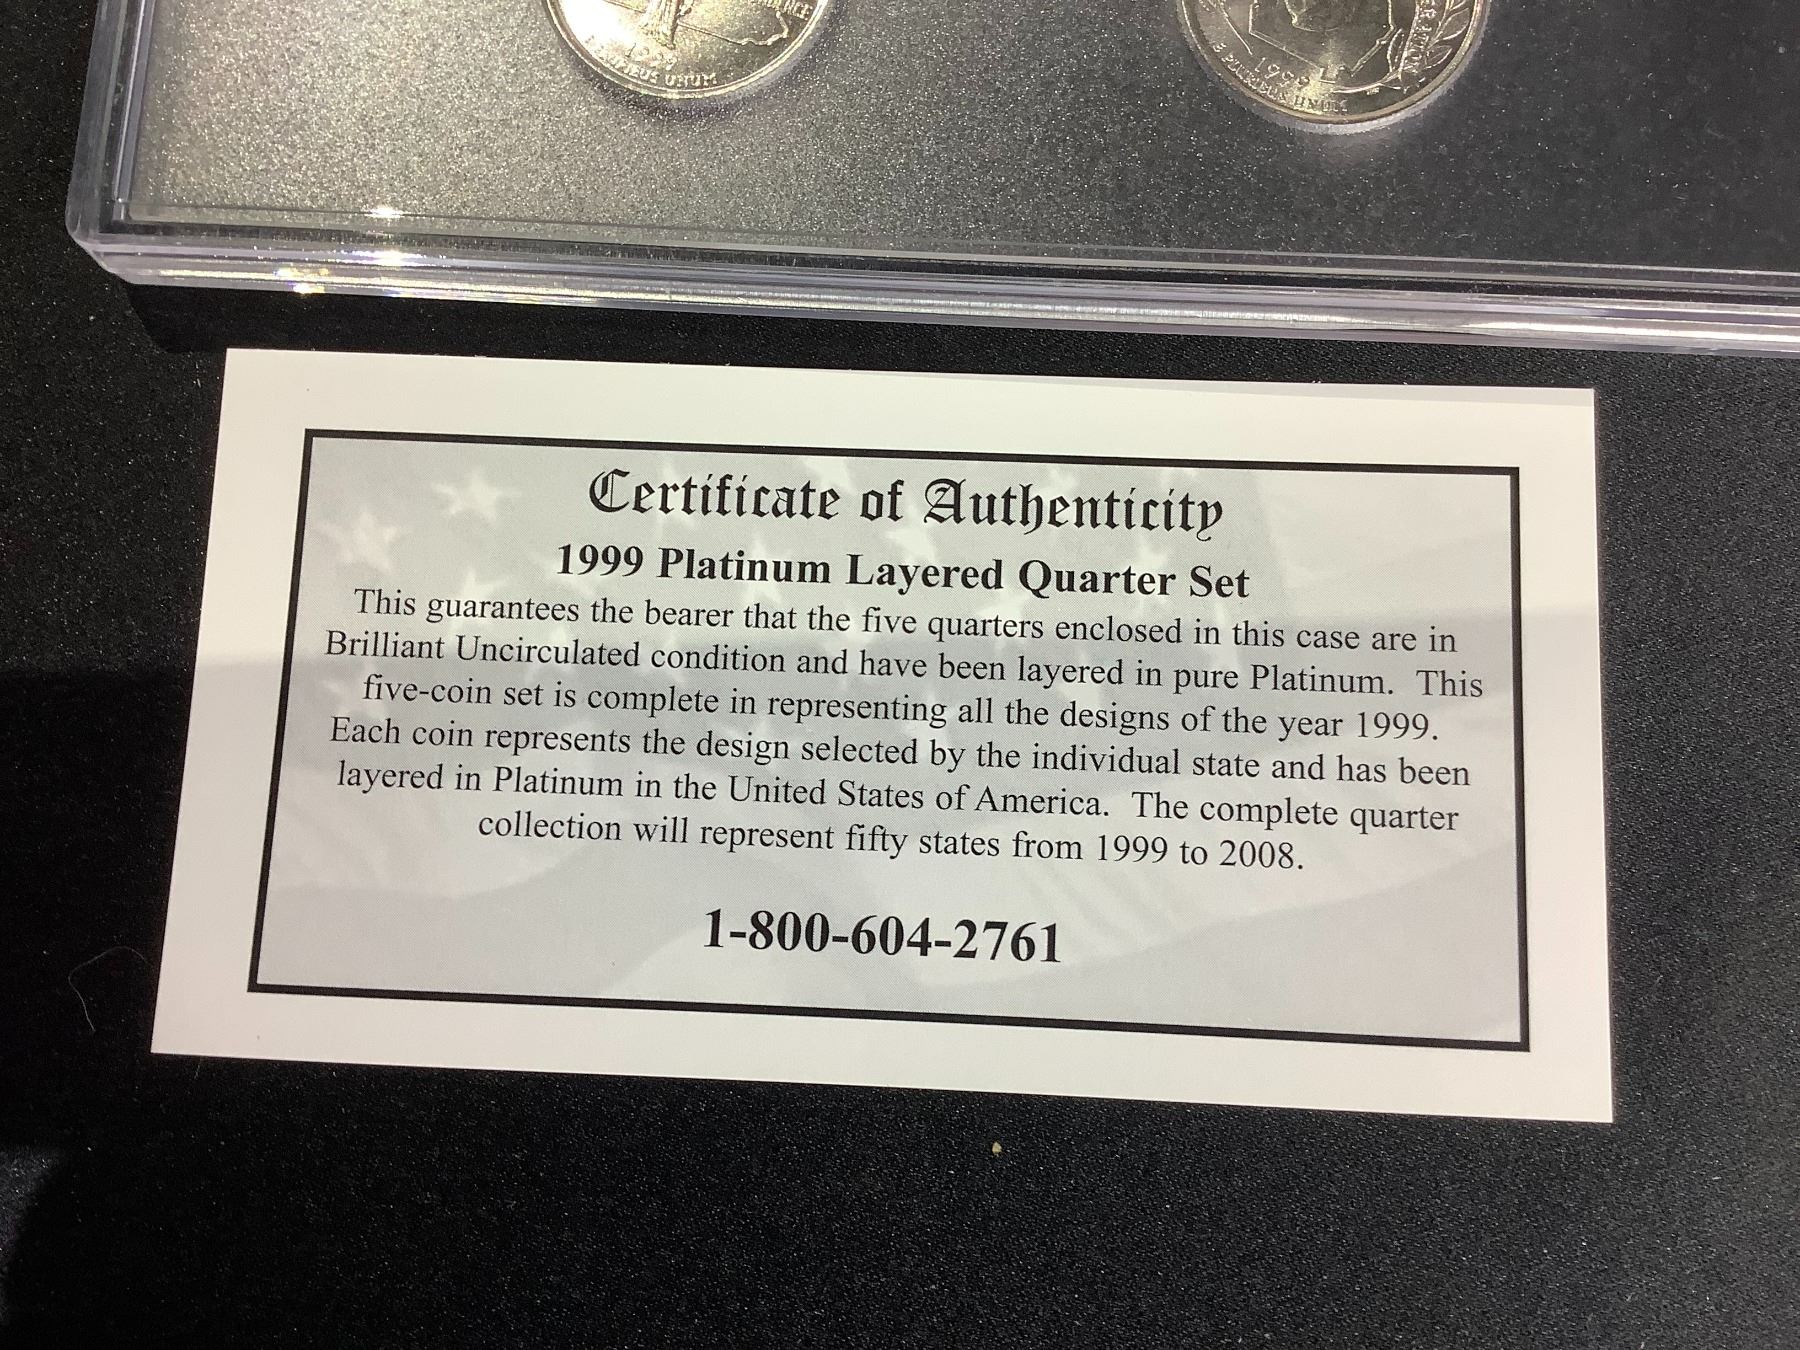 1999
E PLURIBUS UNUM
Certificate of Authenticity
1999 Platinum Layered Quarter Set
This guarantees the bearer that the five quarters enclosed in this case are in
Brilliant Uncirculated condition and have been layered in pure Platinum. This
five-coin set is complete in representing all the designs of the year 1999.
Each coin represents the design selected by the individual state and has been
layered in Platinum in the United States of America. The complete quarter
collection will represent fifty states from 1999 to 2008.
1-800-604-2761